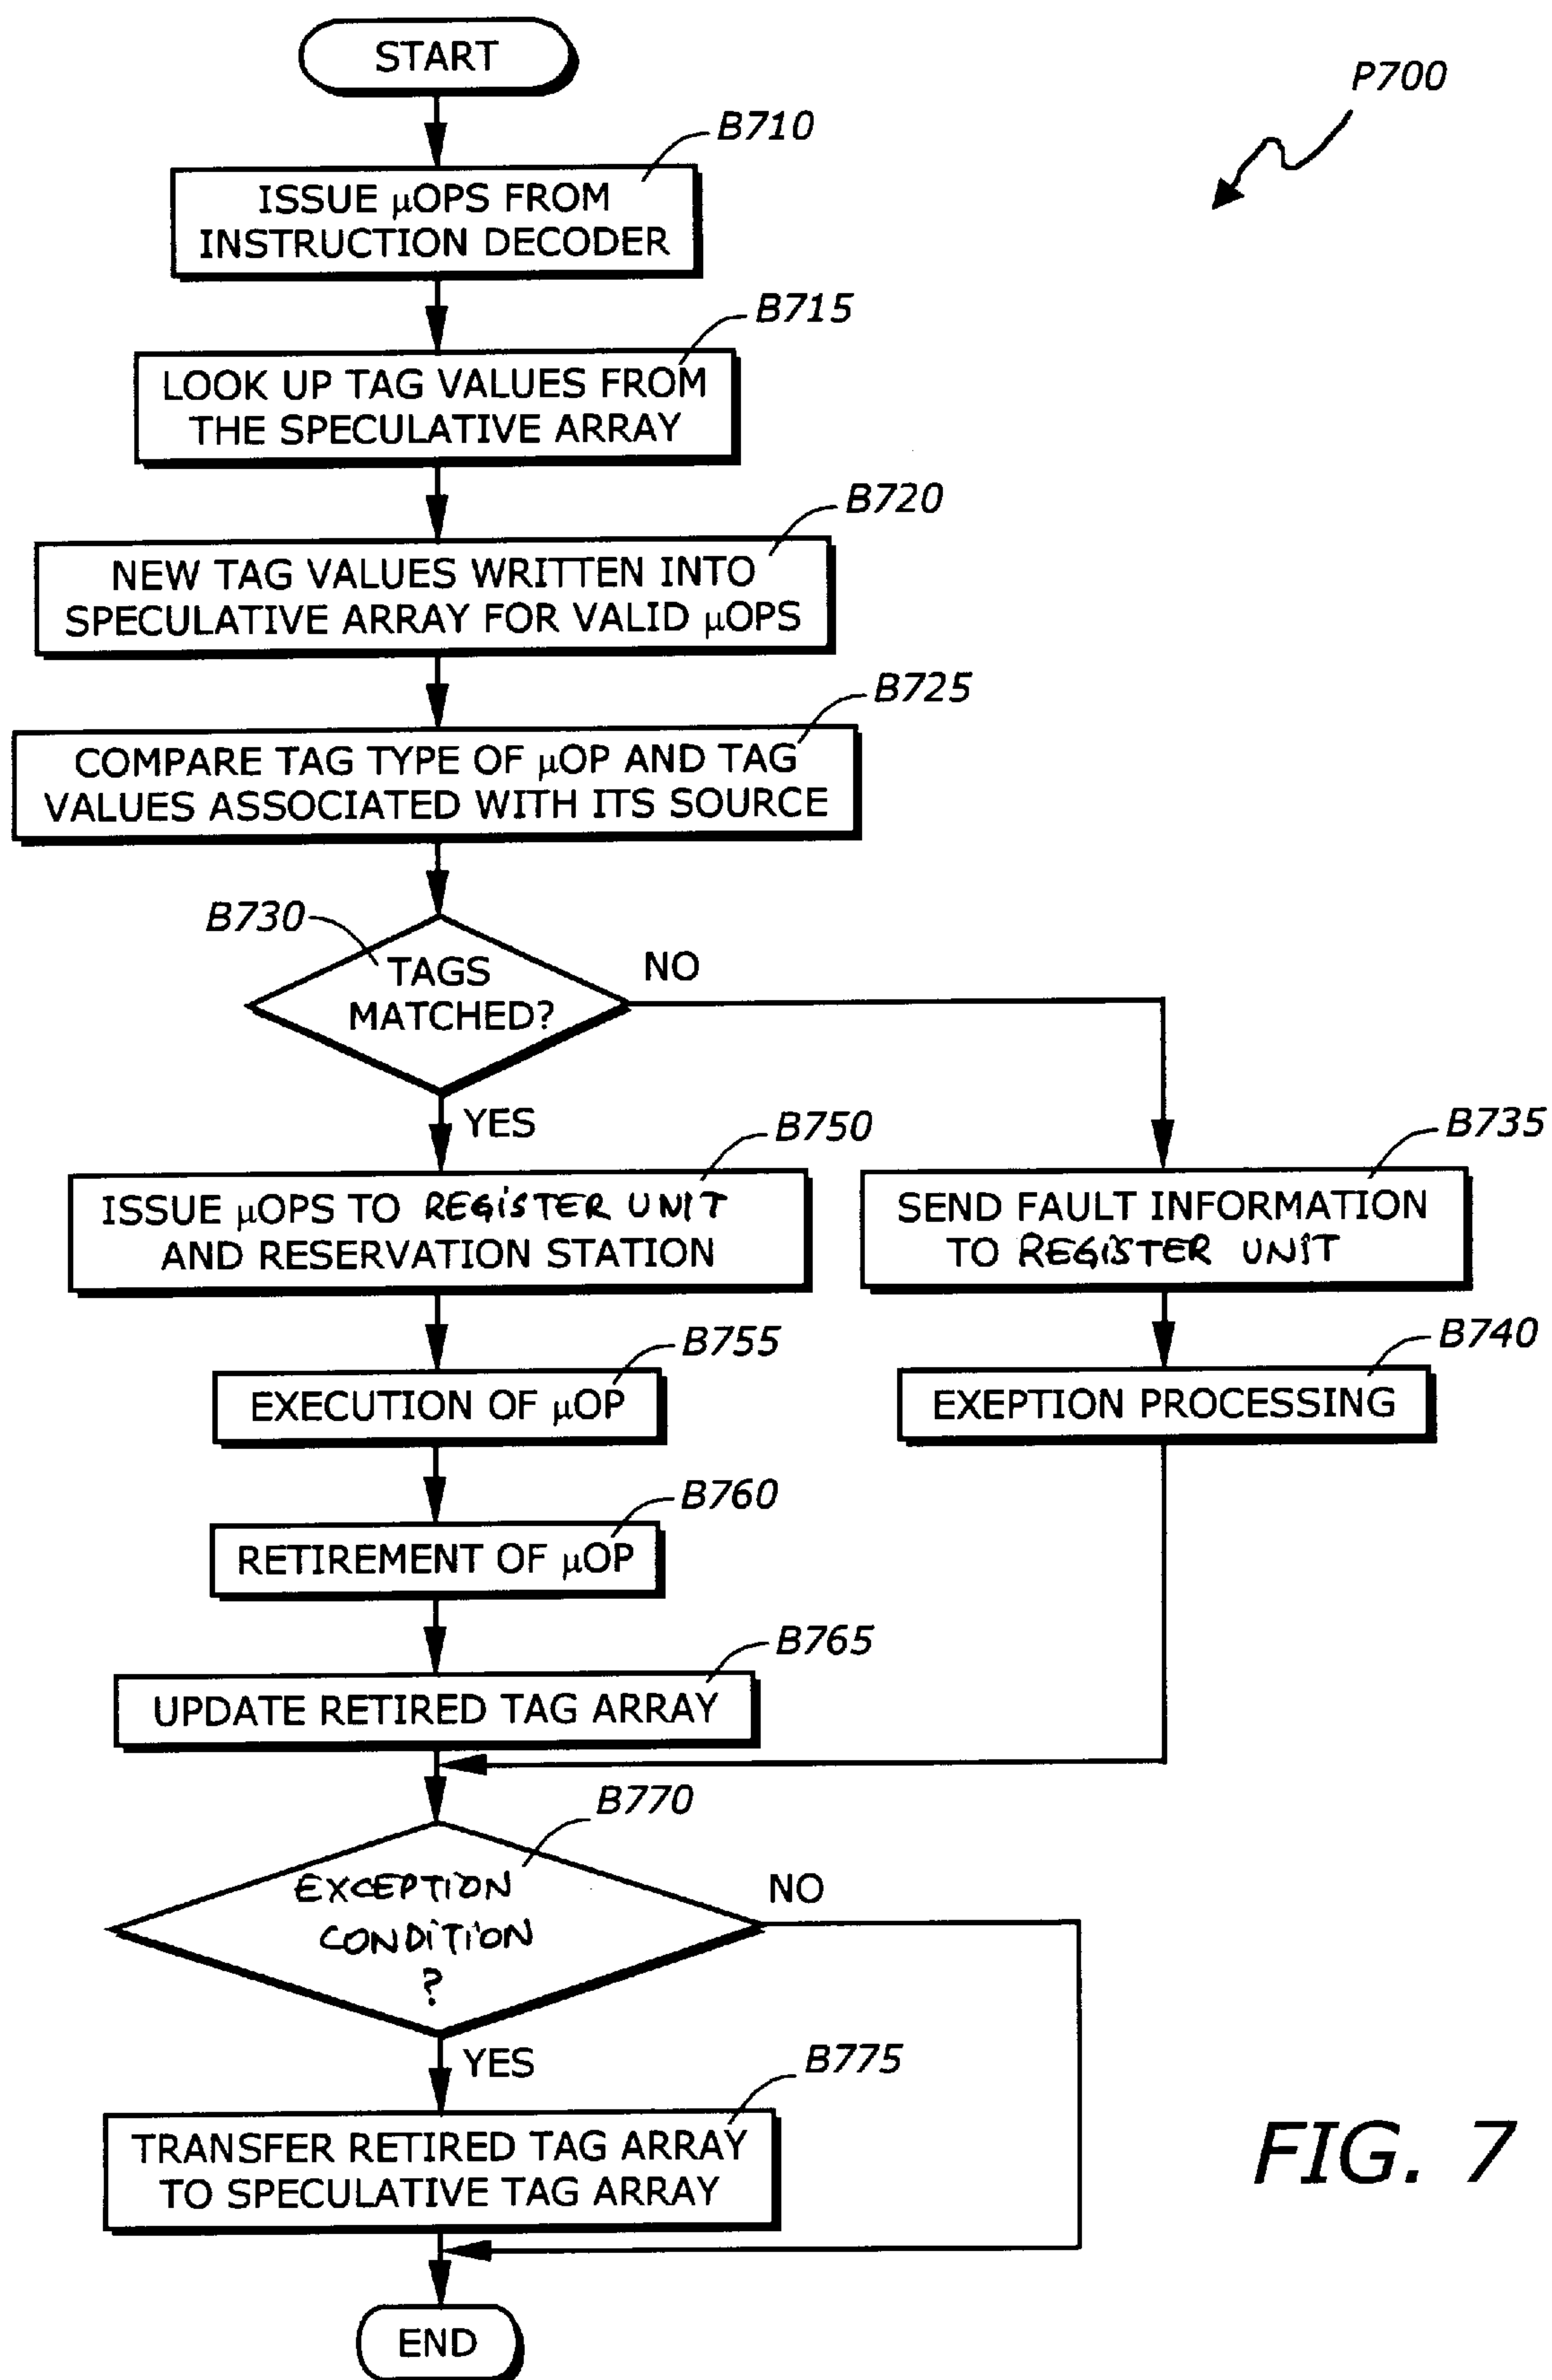 START
P700
B710
ISSUE μOPS FROM
INSTRUCTION DECODER
B715
LOOK UP TAG VALUES FROM
THE SPECULATIVE ARRAY
B720
NEW TAG VALUES WRITTEN INTO
SPECULATIVE ARRAY FOR VALID μOPS
B725
COMPARE TAG TYPE OF μOP AND TAG
VALUES ASSOCIATED WITH ITS SOURCE
B730
TAGS
MATCHED?
NO
YES
B750
ISSUE μOPS TO REGISTER UNIT
AND RESERVATION STATION
B735
SEND FAULT INFORMATION
TO REGISTER UNIT
B755
EXECUTION OF μOP
B740
EXEPTION PROCESSING
B760
RETIREMENT OF μOP
B765
UPDATE RETIRED TAG ARRAY
B770
EXCEPTION
CONDITION
?
NO
YES
B775
TRANSFER RETIRED TAG ARRAY
TO SPECULATIVE TAG ARRAY
END
FIG. 7